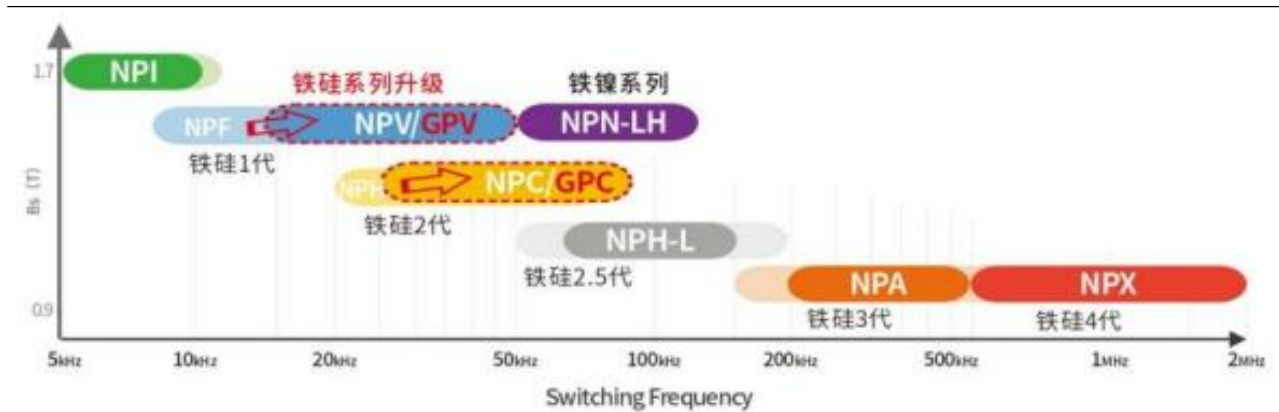 1.7
NPI
铁硅系列升级
铁镍系列
NPF
NPV/GPV
NPN-LH
铁硅1代
Bs (T)
NPH
NPC/GPC
铁硅2代
NPH-L
铁硅2.5代
NPA
NPX
0.9
铁硅3代
铁硅4代
5kHz 10kHz 20kHz 50kHz 100kHz 200kHz 500kHz 1MHz 2MHz
Switching Frequency